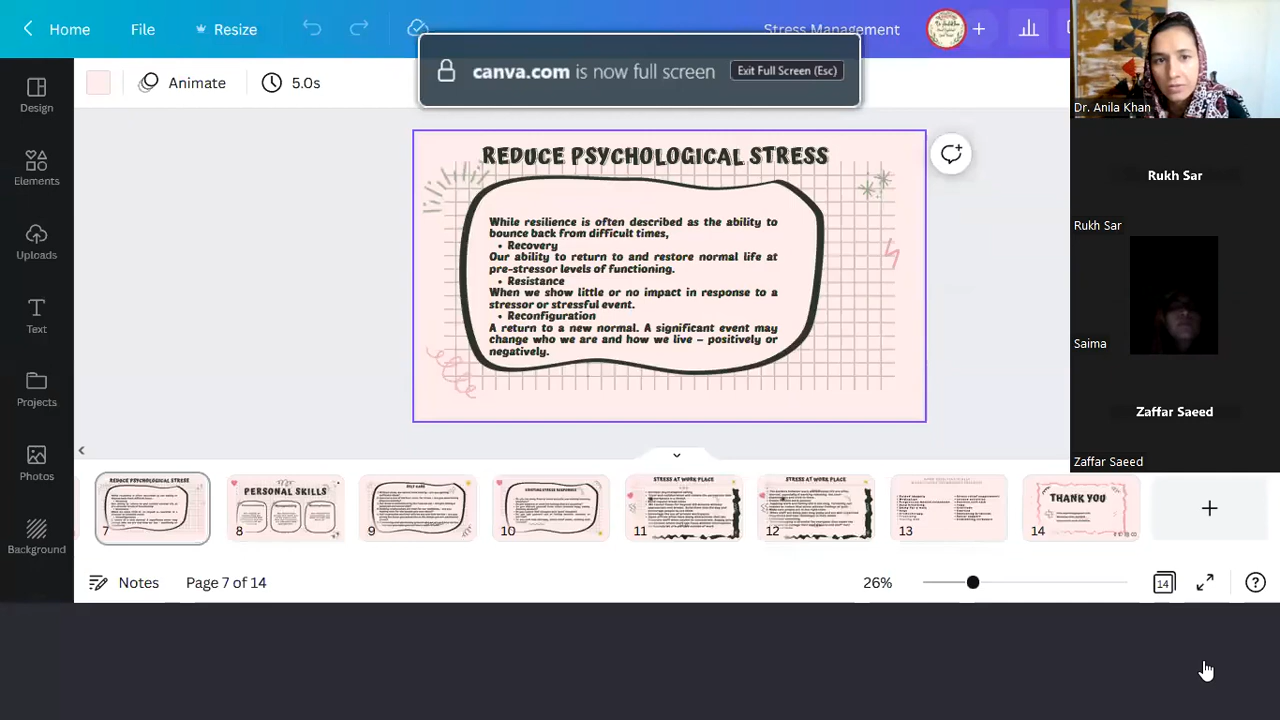 Home File Resize Stress Management
canva.com is now full screen Exit Full Screen (Esc)
Animate 5.0s
Design
Elements
Uploads
Text
Projects
Photos
Background
REDUCE PSYCHOLOGICAL STRESS
While resilience is often described as the ability to
bounce back from difficult times,
• Recovery
Our ability to return to and restore normal life at
pre-stressor levels of functioning.
• Resistance
When we show little or no impact in response to a
stressor or stressful event.
• Reconfiguration
A return to a new normal. A significant event may
change who we are and how we live – positively or
negatively.
Dr. Anila Khan
Rukh Sar
Rukh Sar
Saima
Zaffar Saeed
Zaffar Saeed
REDUCE PSYCHOLOGICAL STRESS
7
PERSONAL SKILLS
8
SELF CARE
9
10
STRESS AT WORK PLACE
11
STRESS AT WORK PLACE
12
13
THANK YOU
14
Notes Page 7 of 14 26% 14